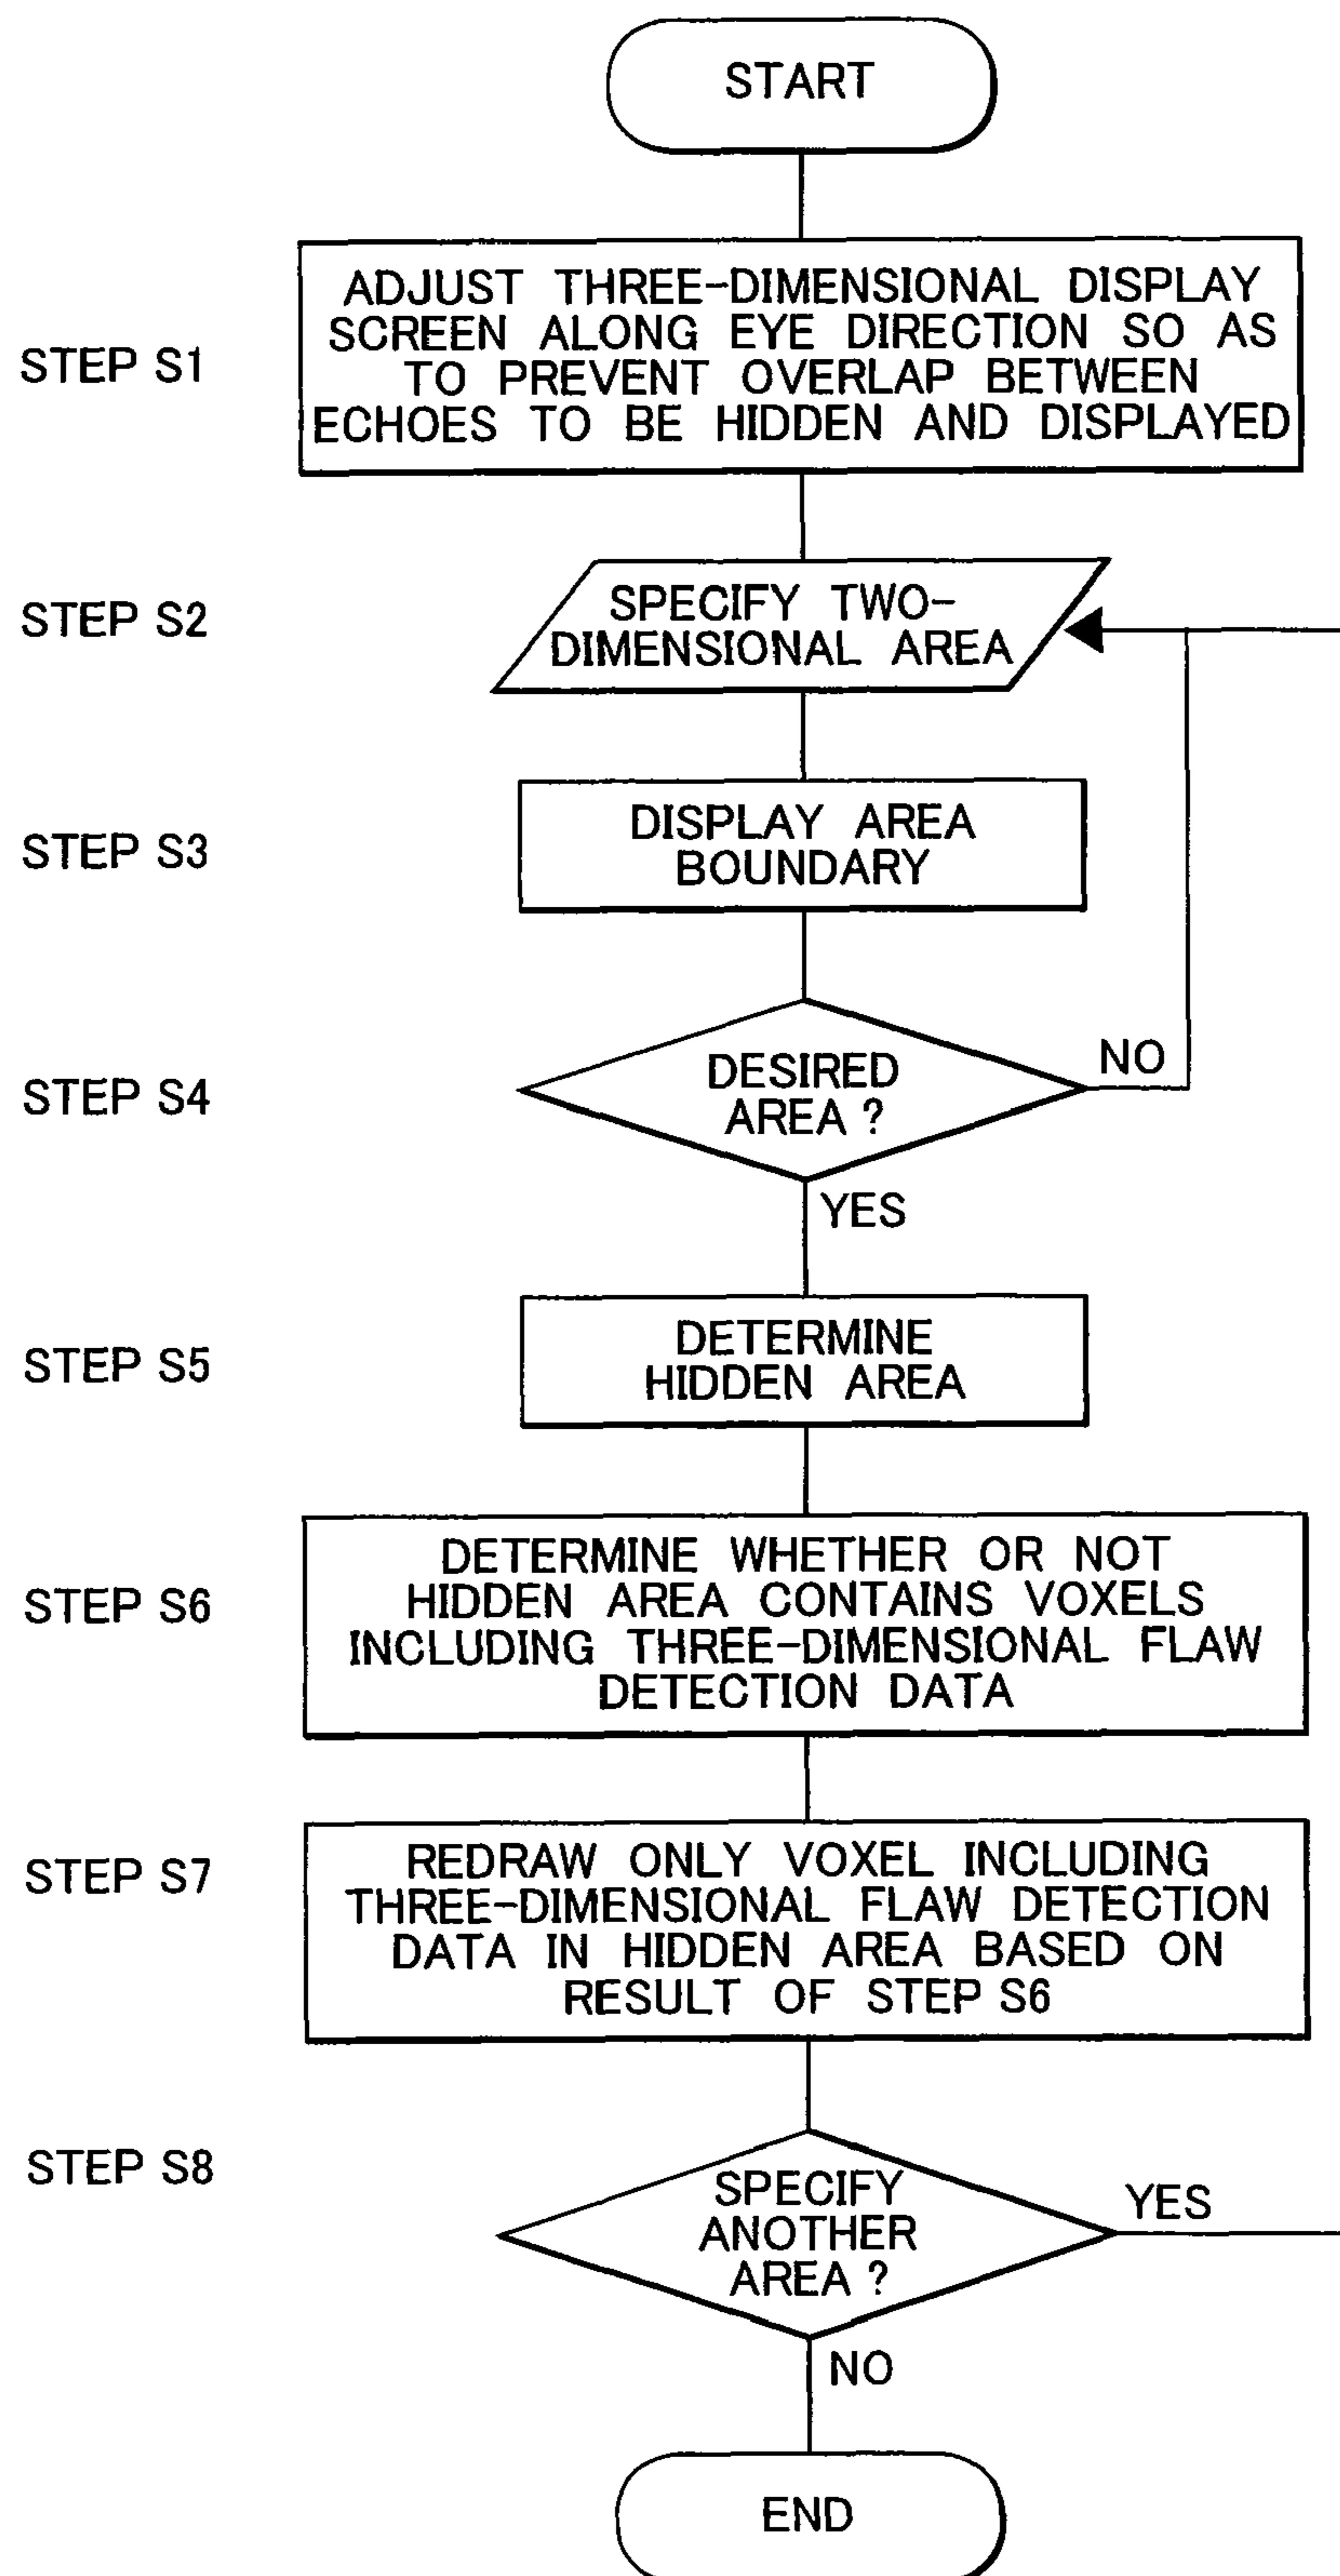 START
STEP S1
ADJUST THREE-DIMENSIONAL DISPLAY
SCREEN ALONG EYE DIRECTION SO AS
TO PREVENT OVERLAP BETWEEN
ECHOES TO BE HIDDEN AND DISPLAYED
STEP S2
SPECIFY TWO-
DIMENSIONAL AREA
STEP S3
DISPLAY AREA
BOUNDARY
STEP S4
DESIRED
AREA ?
NO
YES
STEP S5
DETERMINE
HIDDEN AREA
STEP S6
DETERMINE WHETHER OR NOT
HIDDEN AREA CONTAINS VOXELS
INCLUDING THREE-DIMENSIONAL FLAW
DETECTION DATA
STEP S7
REDRAW ONLY VOXEL INCLUDING
THREE-DIMENSIONAL FLAW DETECTION
DATA IN HIDDEN AREA BASED ON
RESULT OF STEP S6
STEP S8
SPECIFY
ANOTHER
AREA ?
YES
NO
END